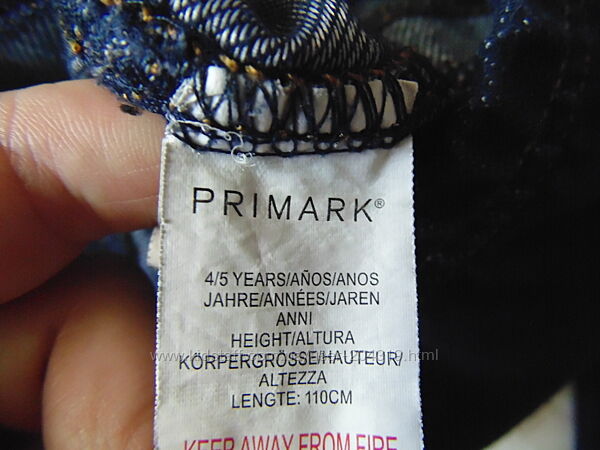 PRIMARK®
4/5 YEARS/AÑOS/ANOS
JAHRE/ANNÉES/JAREN
ANNI
HEIGHT/ALTURA
KÖRPERGRÖSSE/HAUTEUR/
ALTEZZA
LENGTE: 110CM
KEEP AWAY FROM FIRE